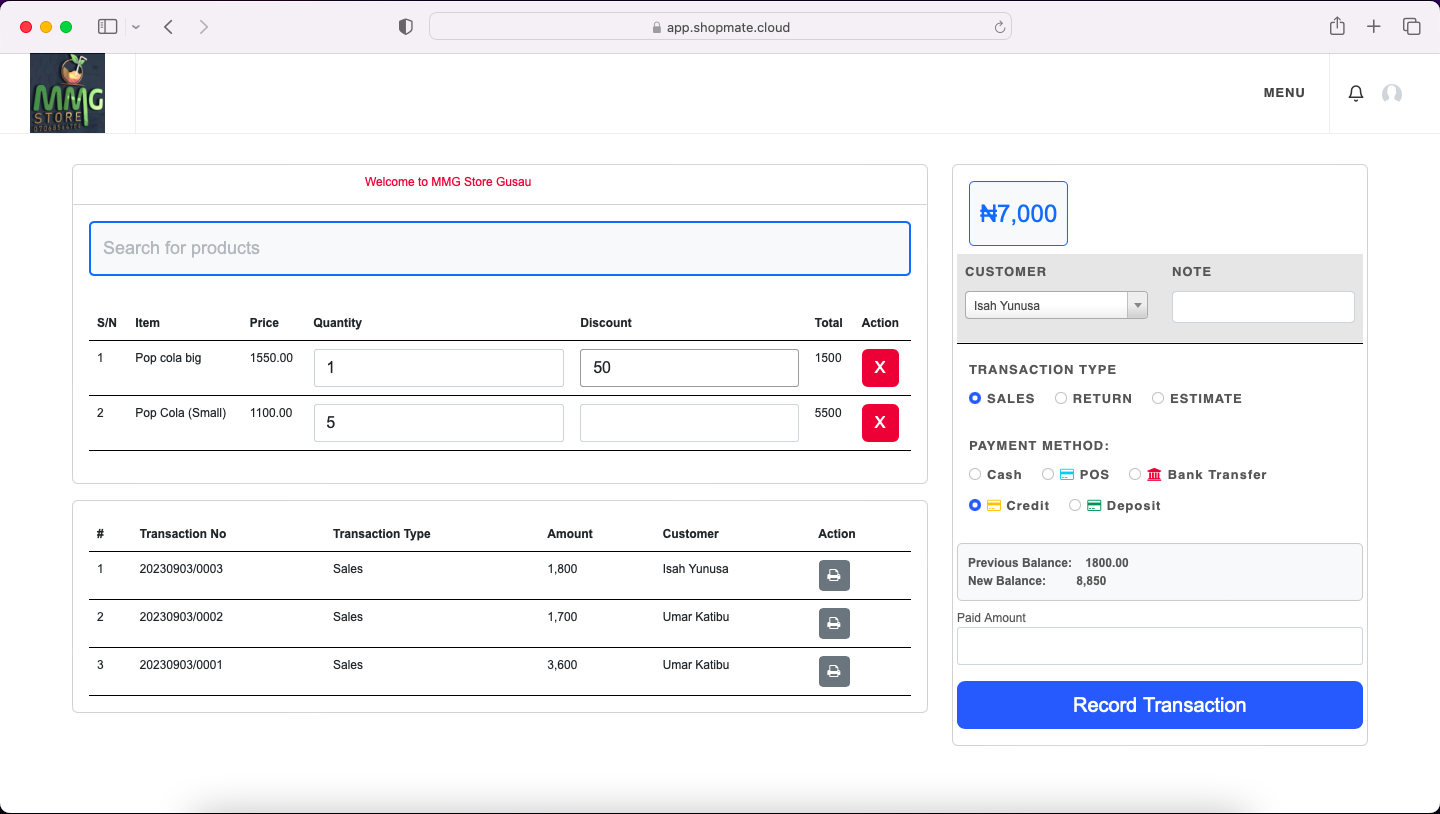 app.shopmate.cloud
MMG
STORE
MENU
Welcome to MMG Store Gusau
Search for products
S/N Item Price Quantity Discount Total Action
1 Pop cola big 1550.00 1 50 1500 X
2 Pop Cola (Small) 1100.00 5 5500 X
# Transaction No Transaction Type Amount Customer Action
1 20230903/0003 Sales 1,800 Isah Yunusa
2 20230903/0002 Sales 1,700 Umar Katibu
3 20230903/0001 Sales 3,600 Umar Katibu
₦7,000
CUSTOMER NOTE
Isah Yunusa
TRANSACTION TYPE
SALES RETURN ESTIMATE
PAYMENT METHOD:
Cash POS Bank Transfer
Credit Deposit
Previous Balance: 1800.00
New Balance: 8,850
Paid Amount
Record Transaction